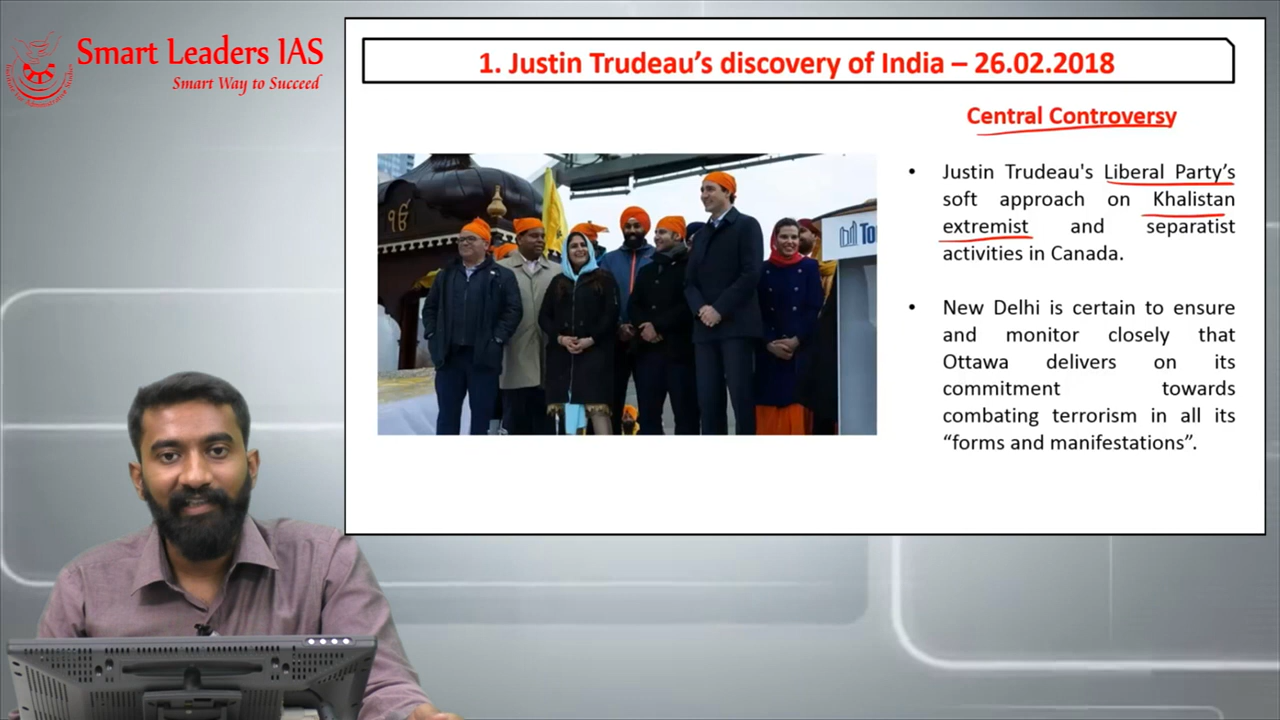 Smart Leaders IAS
Smart Way to Succeed
1. Justin Trudeau's discovery of India – 26.02.2018
Central Controversy
• Justin Trudeau's Liberal Party's
soft approach on Khalistan
extremist and separatist
activities in Canada.
• New Delhi is certain to ensure
and monitor closely that
Ottawa delivers on its
commitment towards
combating terrorism in all its
“forms and manifestations”.
ੴ
To